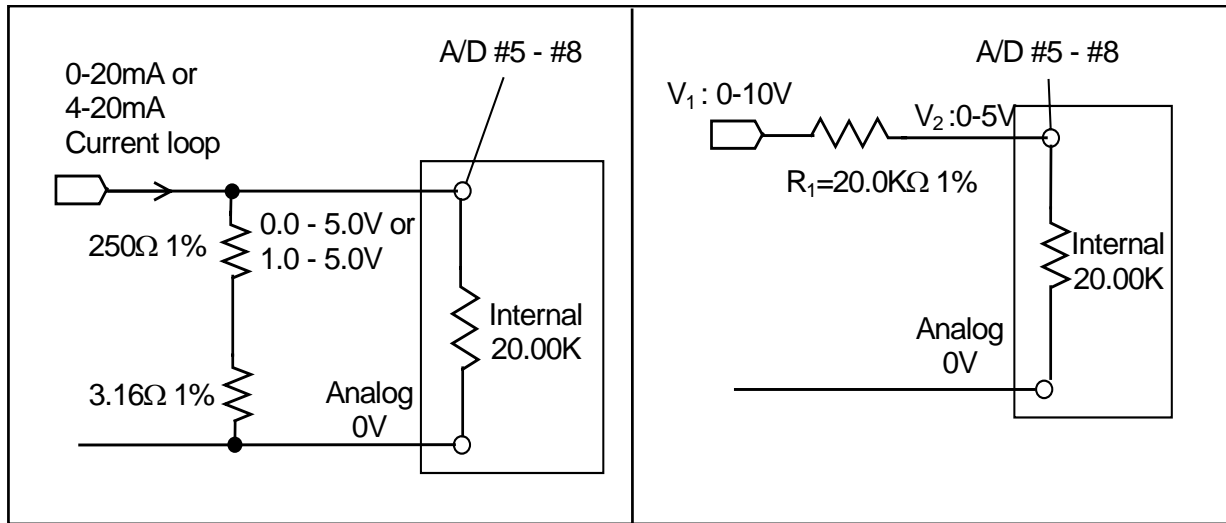 0-20mA or
4-20mA
Current loop
A/D #5 - #8
250Ω 1%
0.0 - 5.0V or
1.0 - 5.0V
Internal
20.00K
3.16Ω 1%
Analog
0V
A/D #5 - #8
V₁ : 0-10V
V₂ :0-5V
R₁=20.0KΩ 1%
Internal
20.00K
Analog
0V